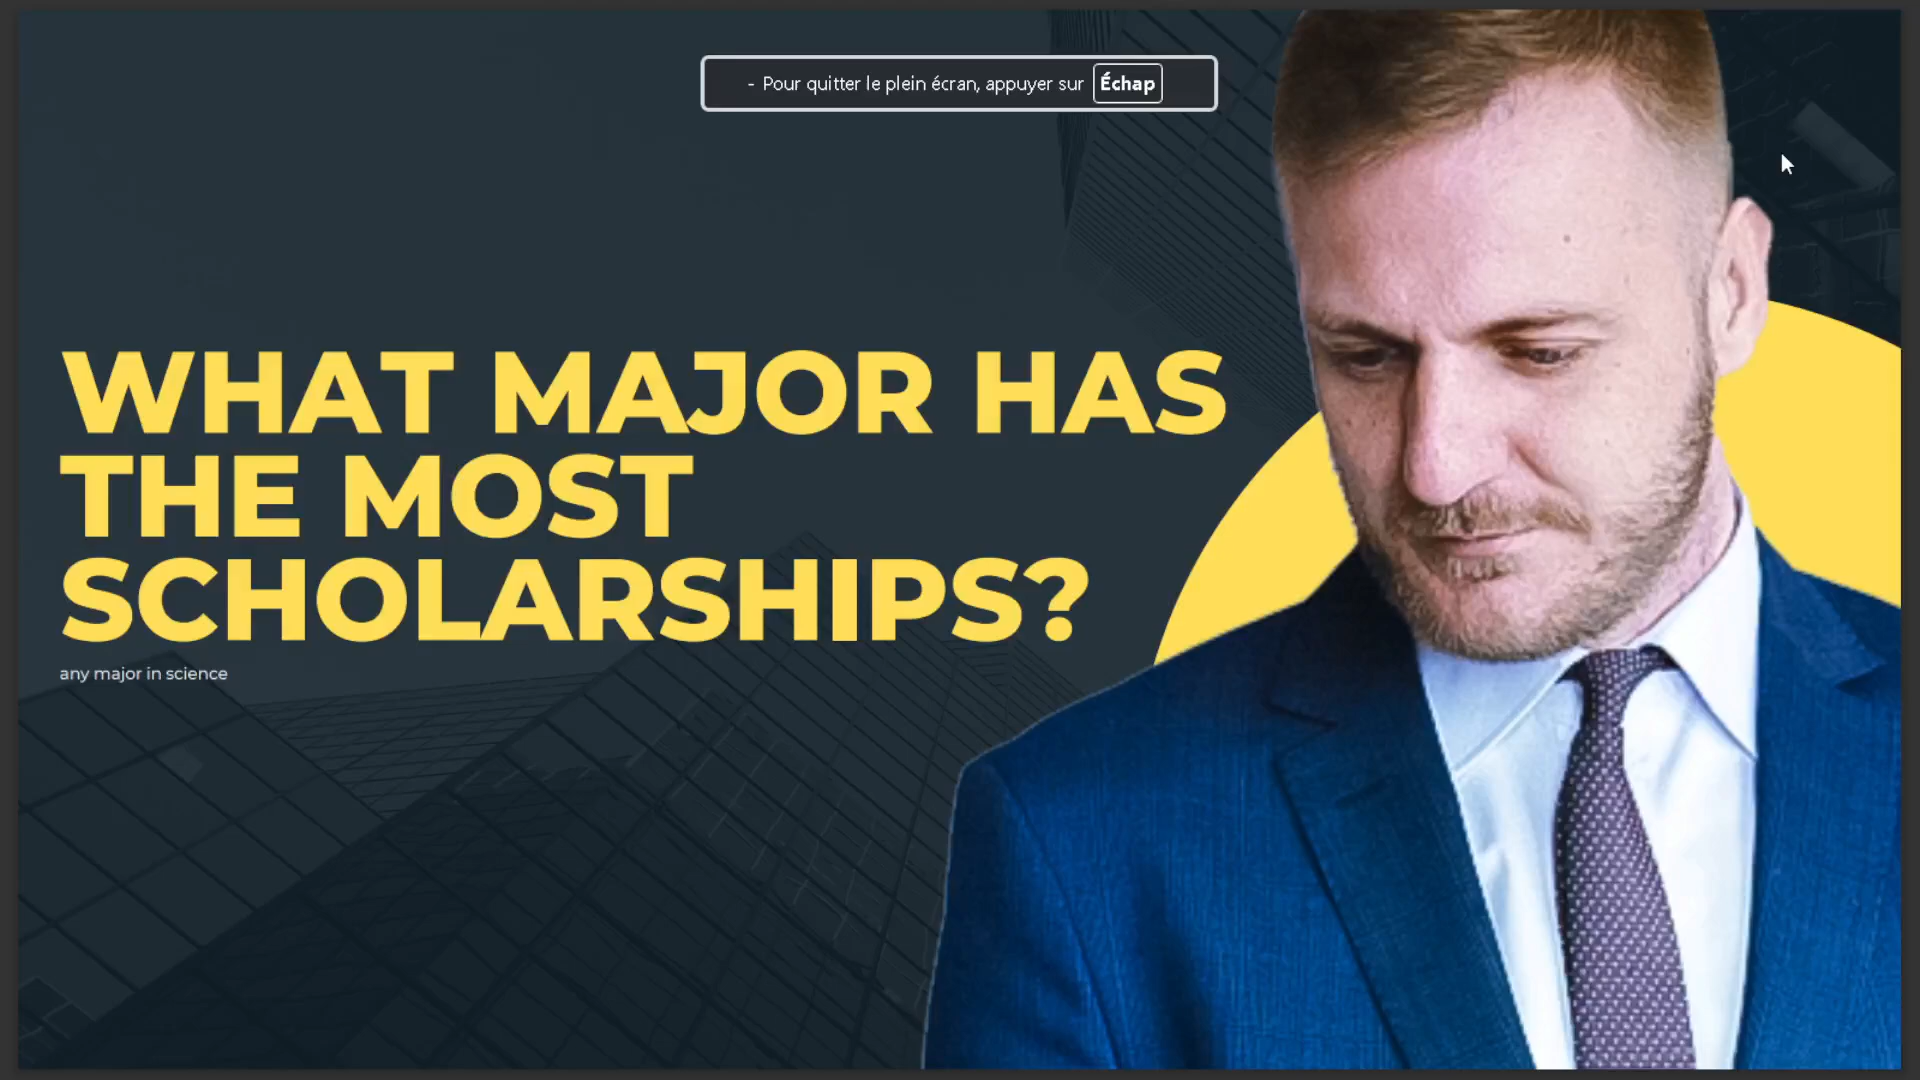 - Pour quitter le plein écran, appuyer sur Échap
WHAT MAJOR HAS
THE MOST
SCHOLARSHIPS?
any major in science